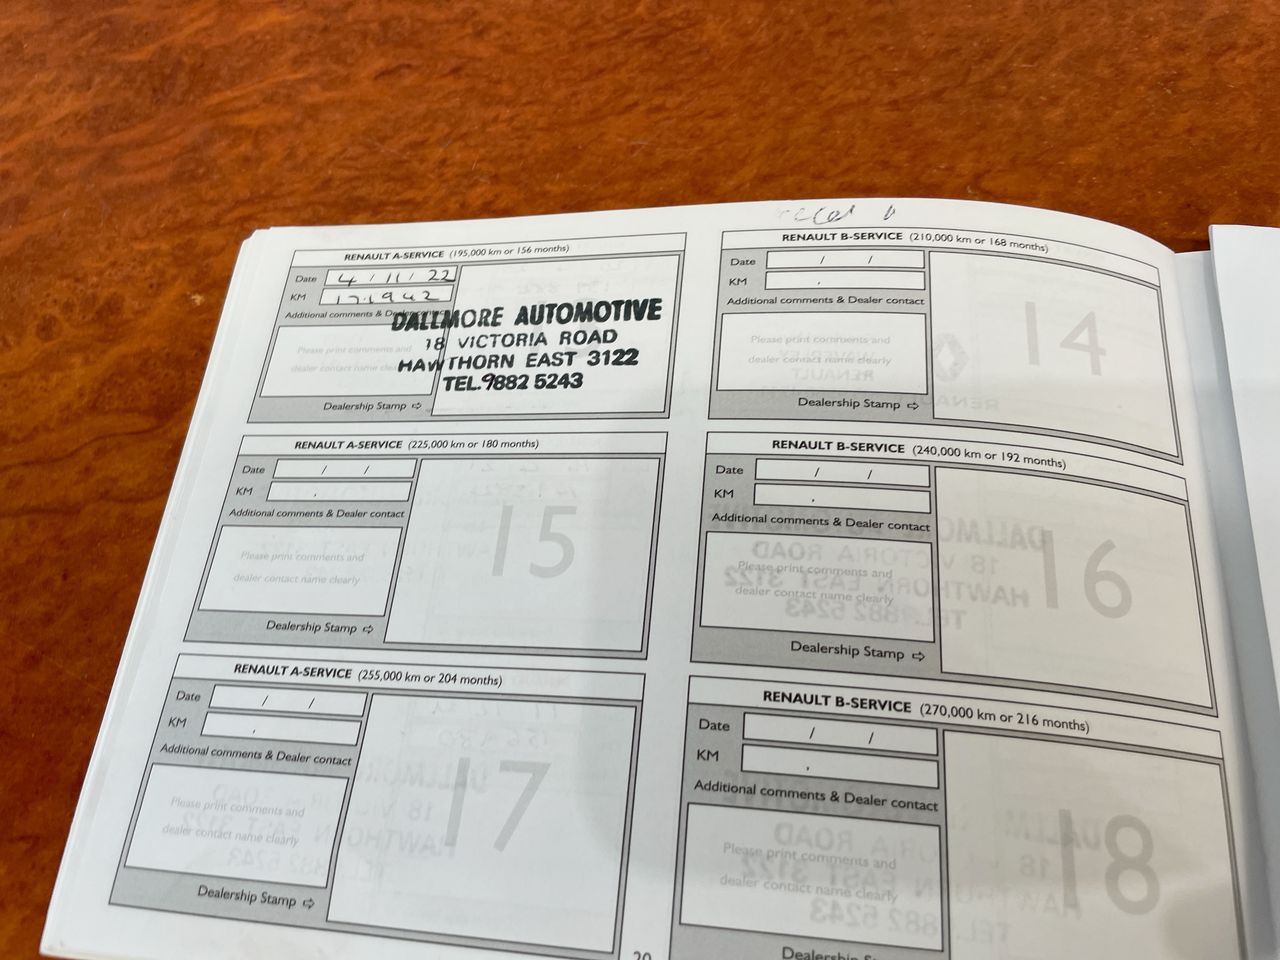 RENAULT A-SERVICE (195,000 km or 156 months)
Date 4 / 11 / 22
KM 171942
Additional comments & Dealer contact
Please print comments and
dealer contact name
Dealership Stamp ⇨
DALLMORE AUTOMOTIVE
18 VICTORIA ROAD
HAWTHORN EAST 3122
TEL.9882 5243
RENAULT B-SERVICE (210,000 km or 168 months)
Date / /
KM ,
Additional comments & Dealer contact
Please print comments and
dealer contact name clearly
Dealership Stamp ⇨
14
RENAULT A-SERVICE (225,000 km or 180 months)
Date / /
KM ,
Additional comments & Dealer contact
Please print comments and
dealer contact name clearly
Dealership Stamp ⇨
15
RENAULT B-SERVICE (240,000 km or 192 months)
Date / /
KM ,
Additional comments & Dealer contact
Please print comments and
dealer contact name clearly
Dealership Stamp ⇨
16
RENAULT A-SERVICE (255,000 km or 204 months)
Date / /
KM ,
Additional comments & Dealer contact
Please print comments and
dealer contact name clearly
Dealership Stamp ⇨
17
RENAULT B-SERVICE (270,000 km or 216 months)
Date / /
KM ,
Additional comments & Dealer contact
Please print comments and
dealer contact name clearly
Dealership
18
20